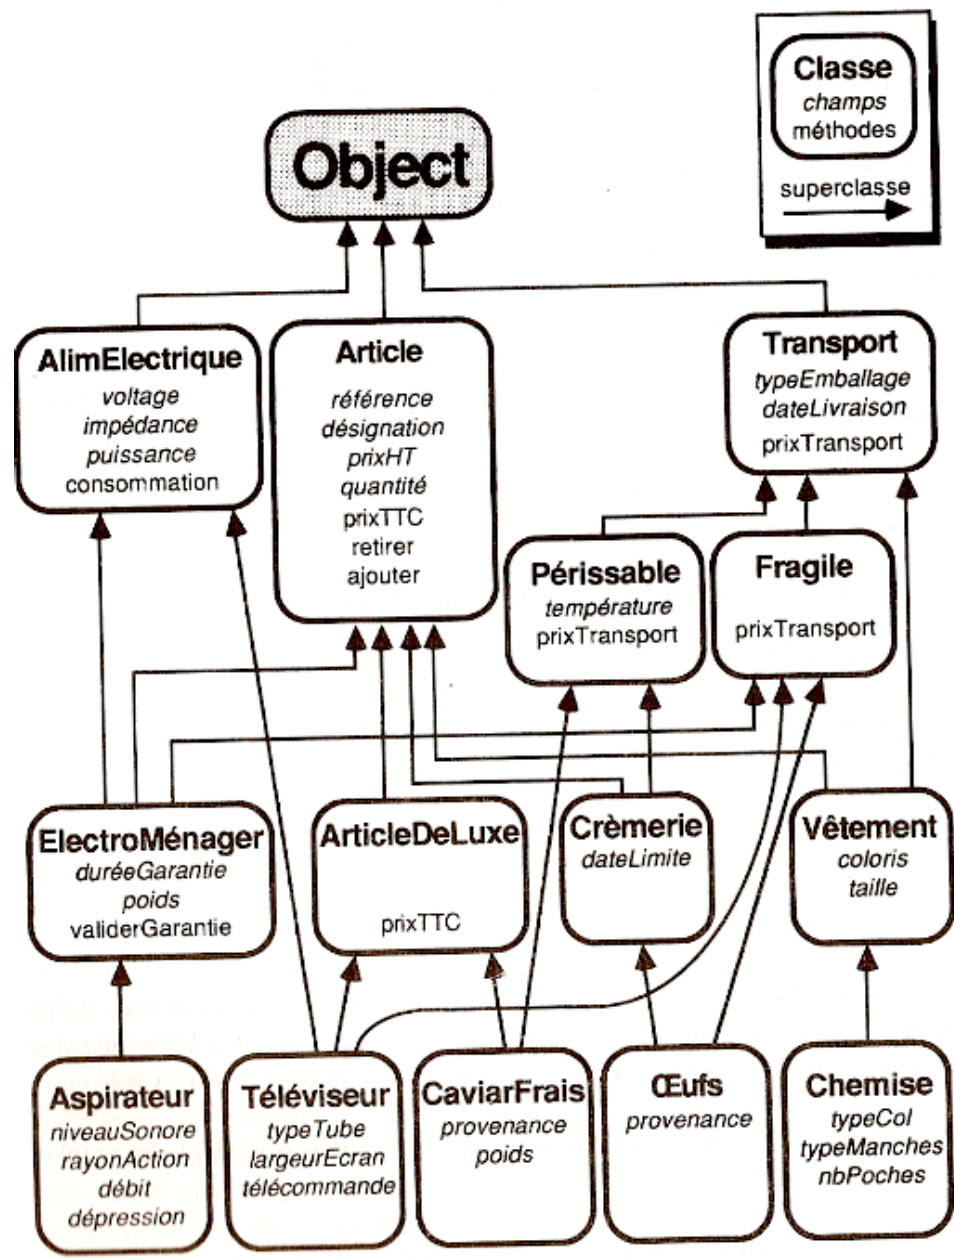 Classe
champs
méthodes
superclasse
Object
AlimElectrique
voltage
impédance
puissance
consommation
Article
référence
désignation
prixHT
quantité
prixTTC
retirer
ajouter
Transport
typeEmballage
dateLivraison
prixTransport
Périssable
température
prixTransport
Fragile
prixTransport
ElectroMénager
duréeGarantie
poids
validerGarantie
ArticleDeLuxe
prixTTC
Crèmerie
dateLimite
Vêtement
coloris
taille
Aspirateur
niveauSonore
rayonAction
débit
dépression
Téléviseur
typeTube
largeurEcran
télécommande
CaviarFrais
provenance
poids
Œufs
provenance
Chemise
typeCol
typeManches
nbPoches